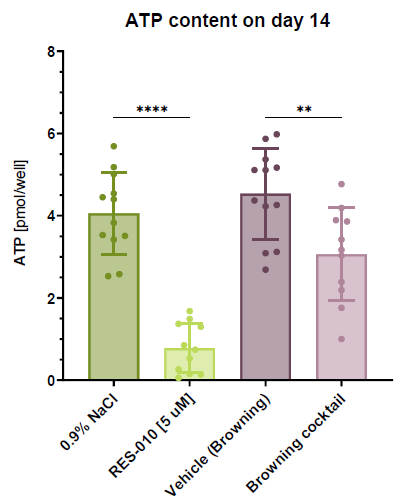 ATP content on day 14
ATP [pmol/well]
8
6
4
2
0
****
**
0.9% NaCl
RES-010 [5 uM]
Vehicle (Browning)
Browning cocktail